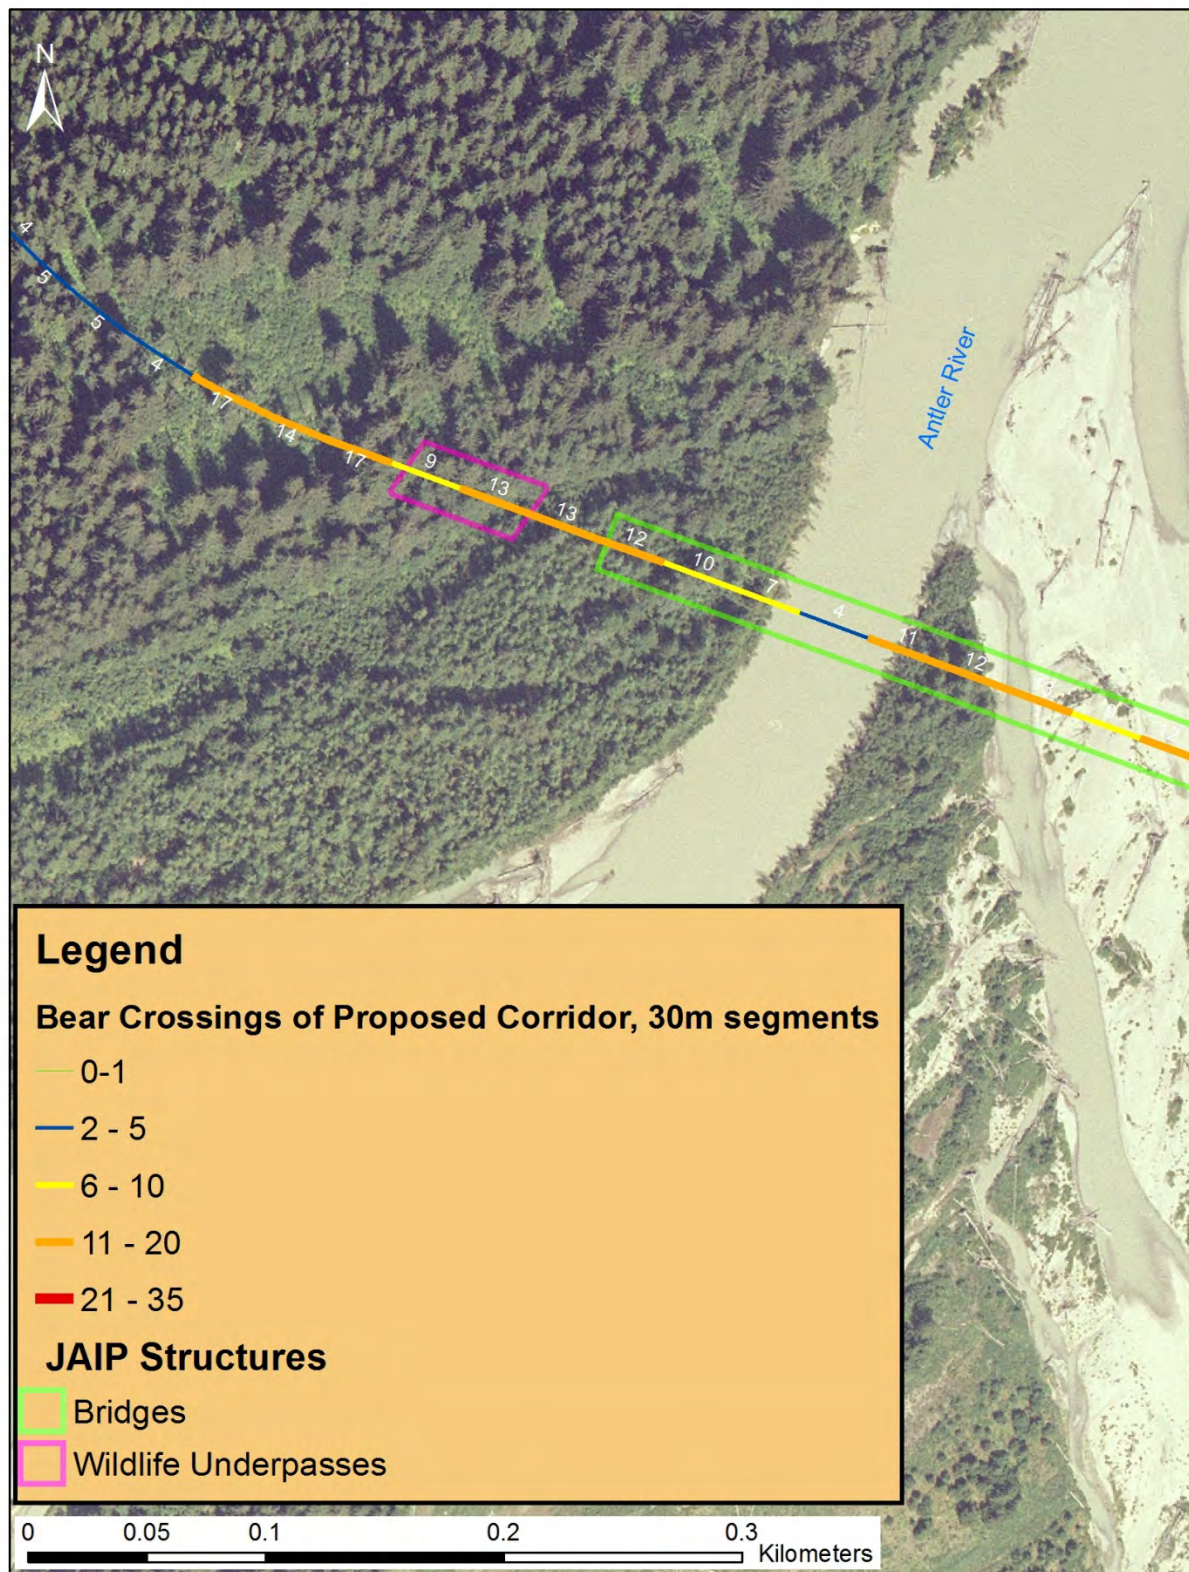 N
4
5
5
4
17
14
17
9
13
13
12
10
7
4
11
12
Antler River
Legend
Bear Crossings of Proposed Corridor, 30m segments
0-1
2 - 5
6 - 10
11 - 20
21 - 35
JAIP Structures
Bridges
Wildlife Underpasses
0 0.05 0.1 0.2 0.3
Kilometers